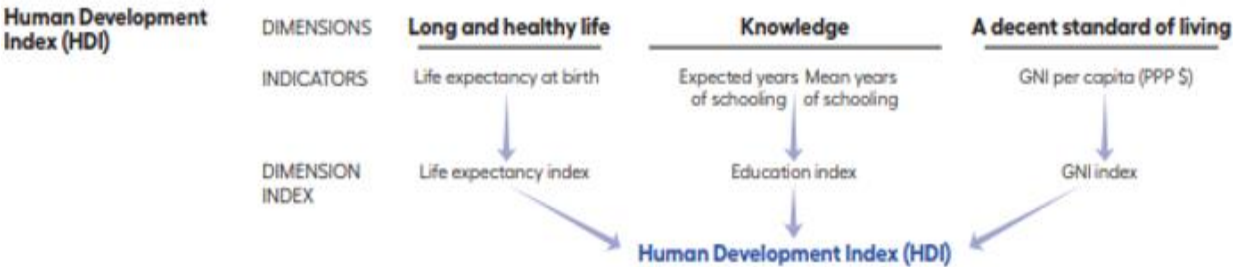 Human Development
Index (HDI)
DIMENSIONS
Long and healthy life
Knowledge
A decent standard of living
INDICATORS
Life expectancy at birth
Expected years
of schooling
Mean years
of schooling
GNI per capita (PPP $)
DIMENSION
INDEX
Life expectancy index
Education index
GNI index
Human Development Index (HDI)